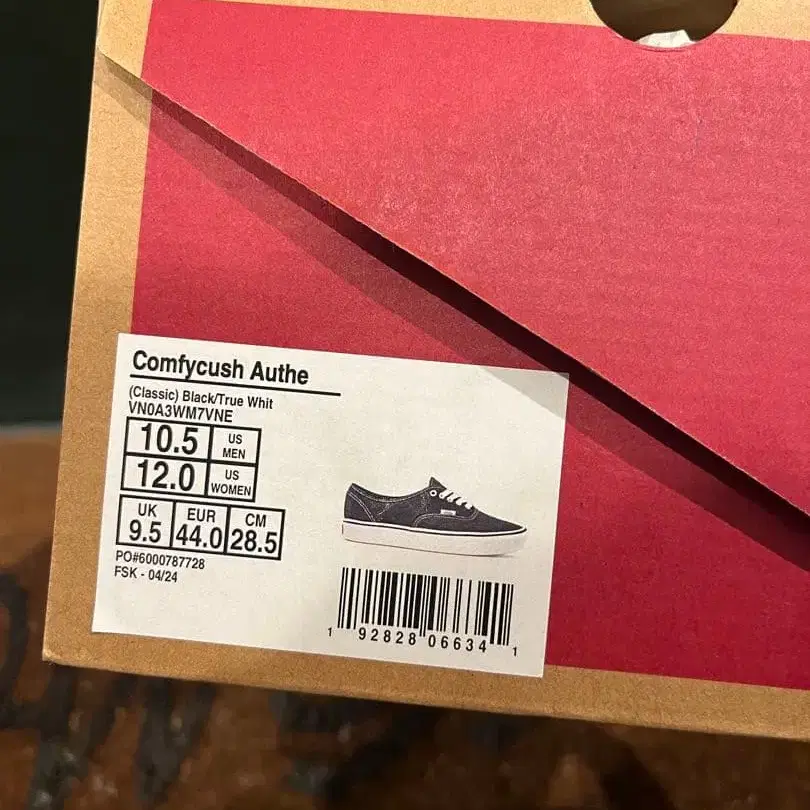 Comfycush Authe
(Classic) Black/True Whit
VN0A3WM7VNE
10.5 US MEN
12.0 US WOMEN
UK EUR CM
9.5 44.0 28.5
PO#6000787728
FSK - 04/24
1 92828 06634 1